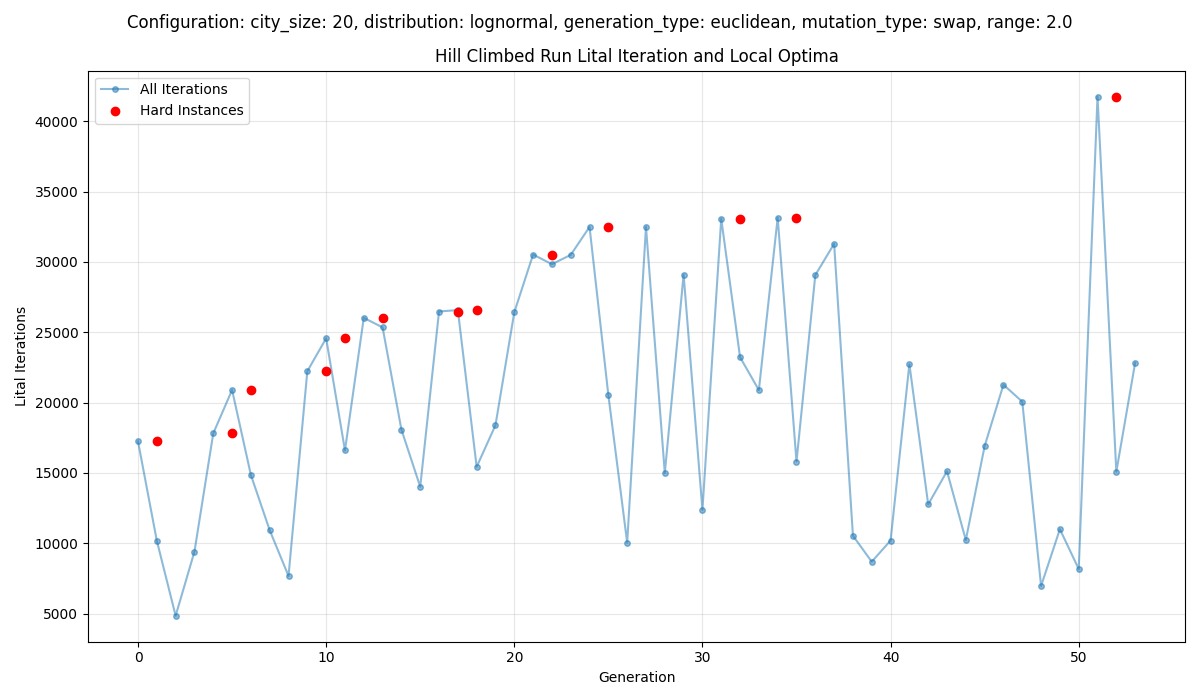 Configuration: city_size: 20, distribution: lognormal, generation_type: euclidean, mutation_type: swap, range: 2.0
Hill Climbed Run Lital Iteration and Local Optima
All Iterations
Hard Instances
40000
35000
30000
25000
20000
15000
10000
5000
Lital Iterations
0 10 20 30 40 50
Generation